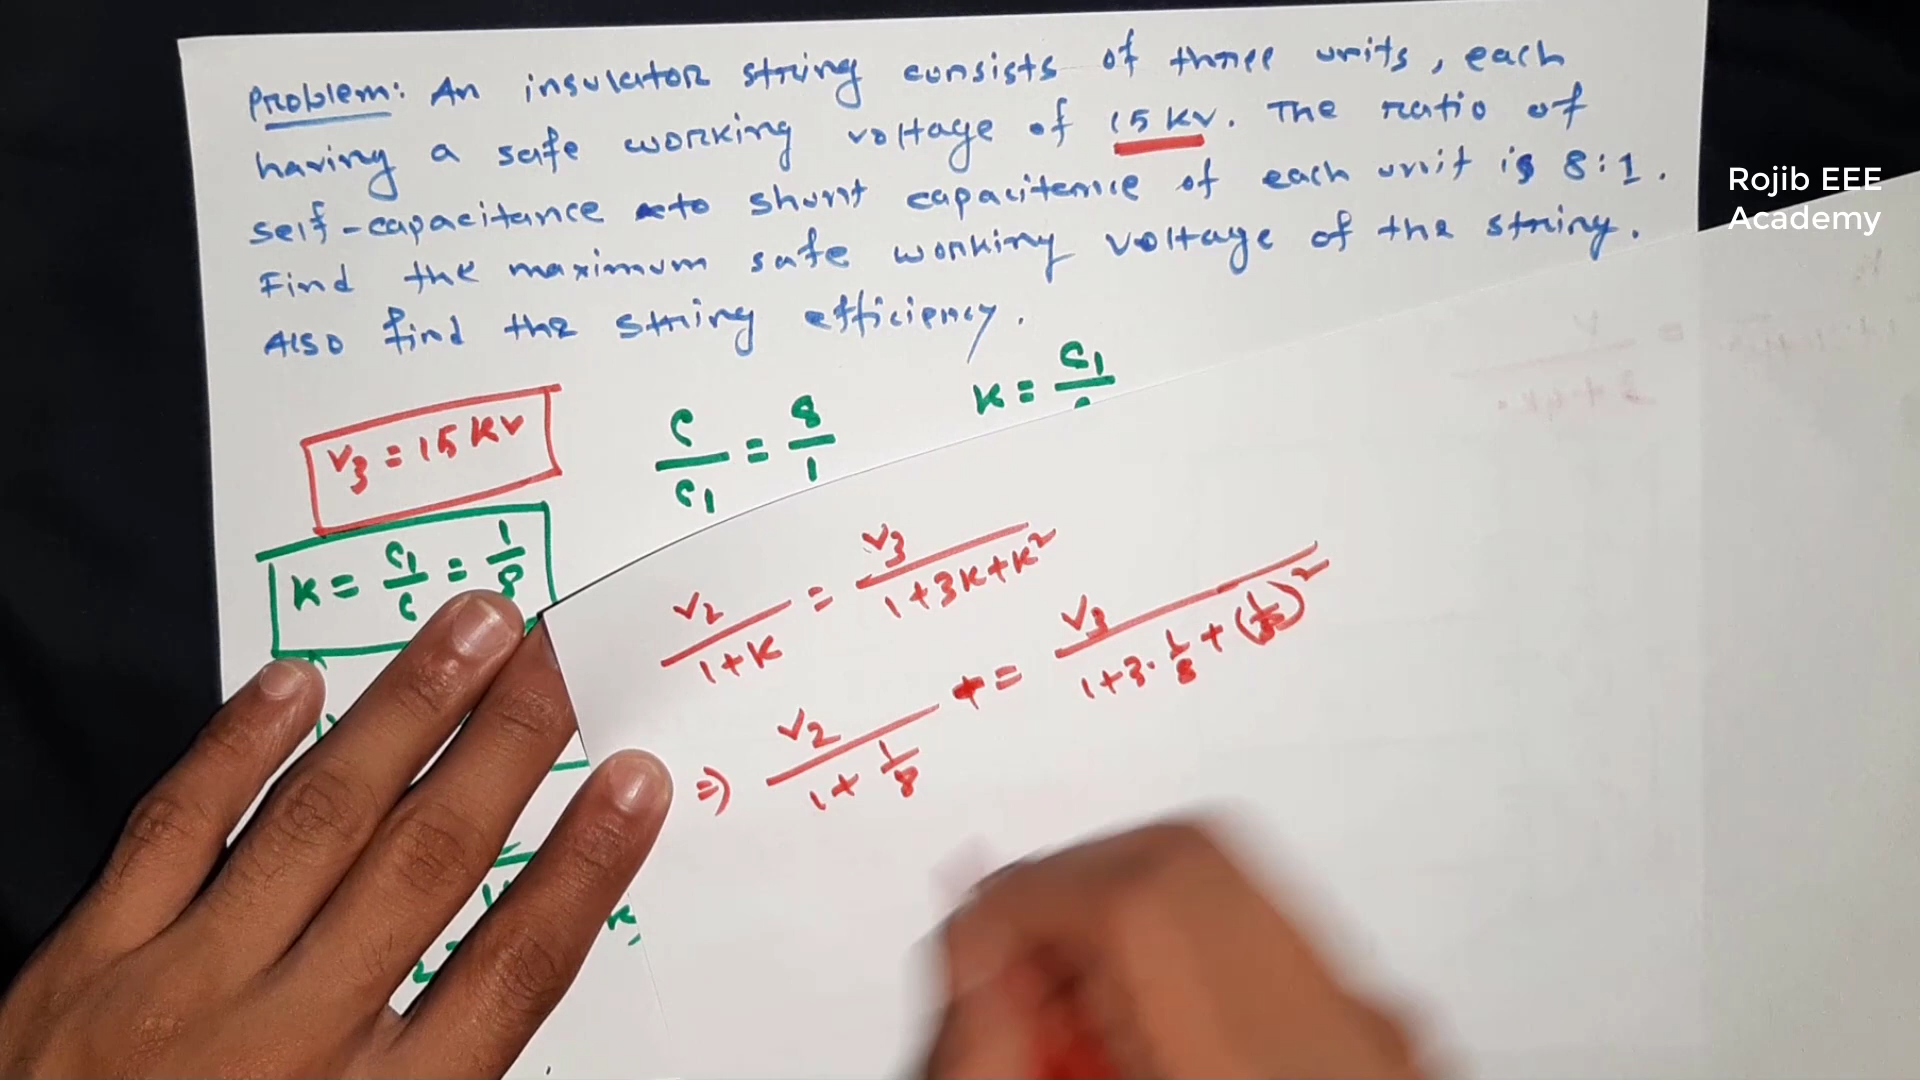 Problem: An insulator string consists of three units, each
having a safe working voltage of 15 kv. The ratio of
self-capacitance to shunt capacitance of each unit is 8:1.
Find the maximum safe working voltage of the string.
Also find the string efficiency.
Rojib EEE
Academy
V3 = 15 KV
C/C1 = 8/1
K = C1/
K = C1/C = 1/8
V2/1+K = V3/1+3K+K²
=> V2/1+1/8 = V3/1+3·1/8+(1/8)²